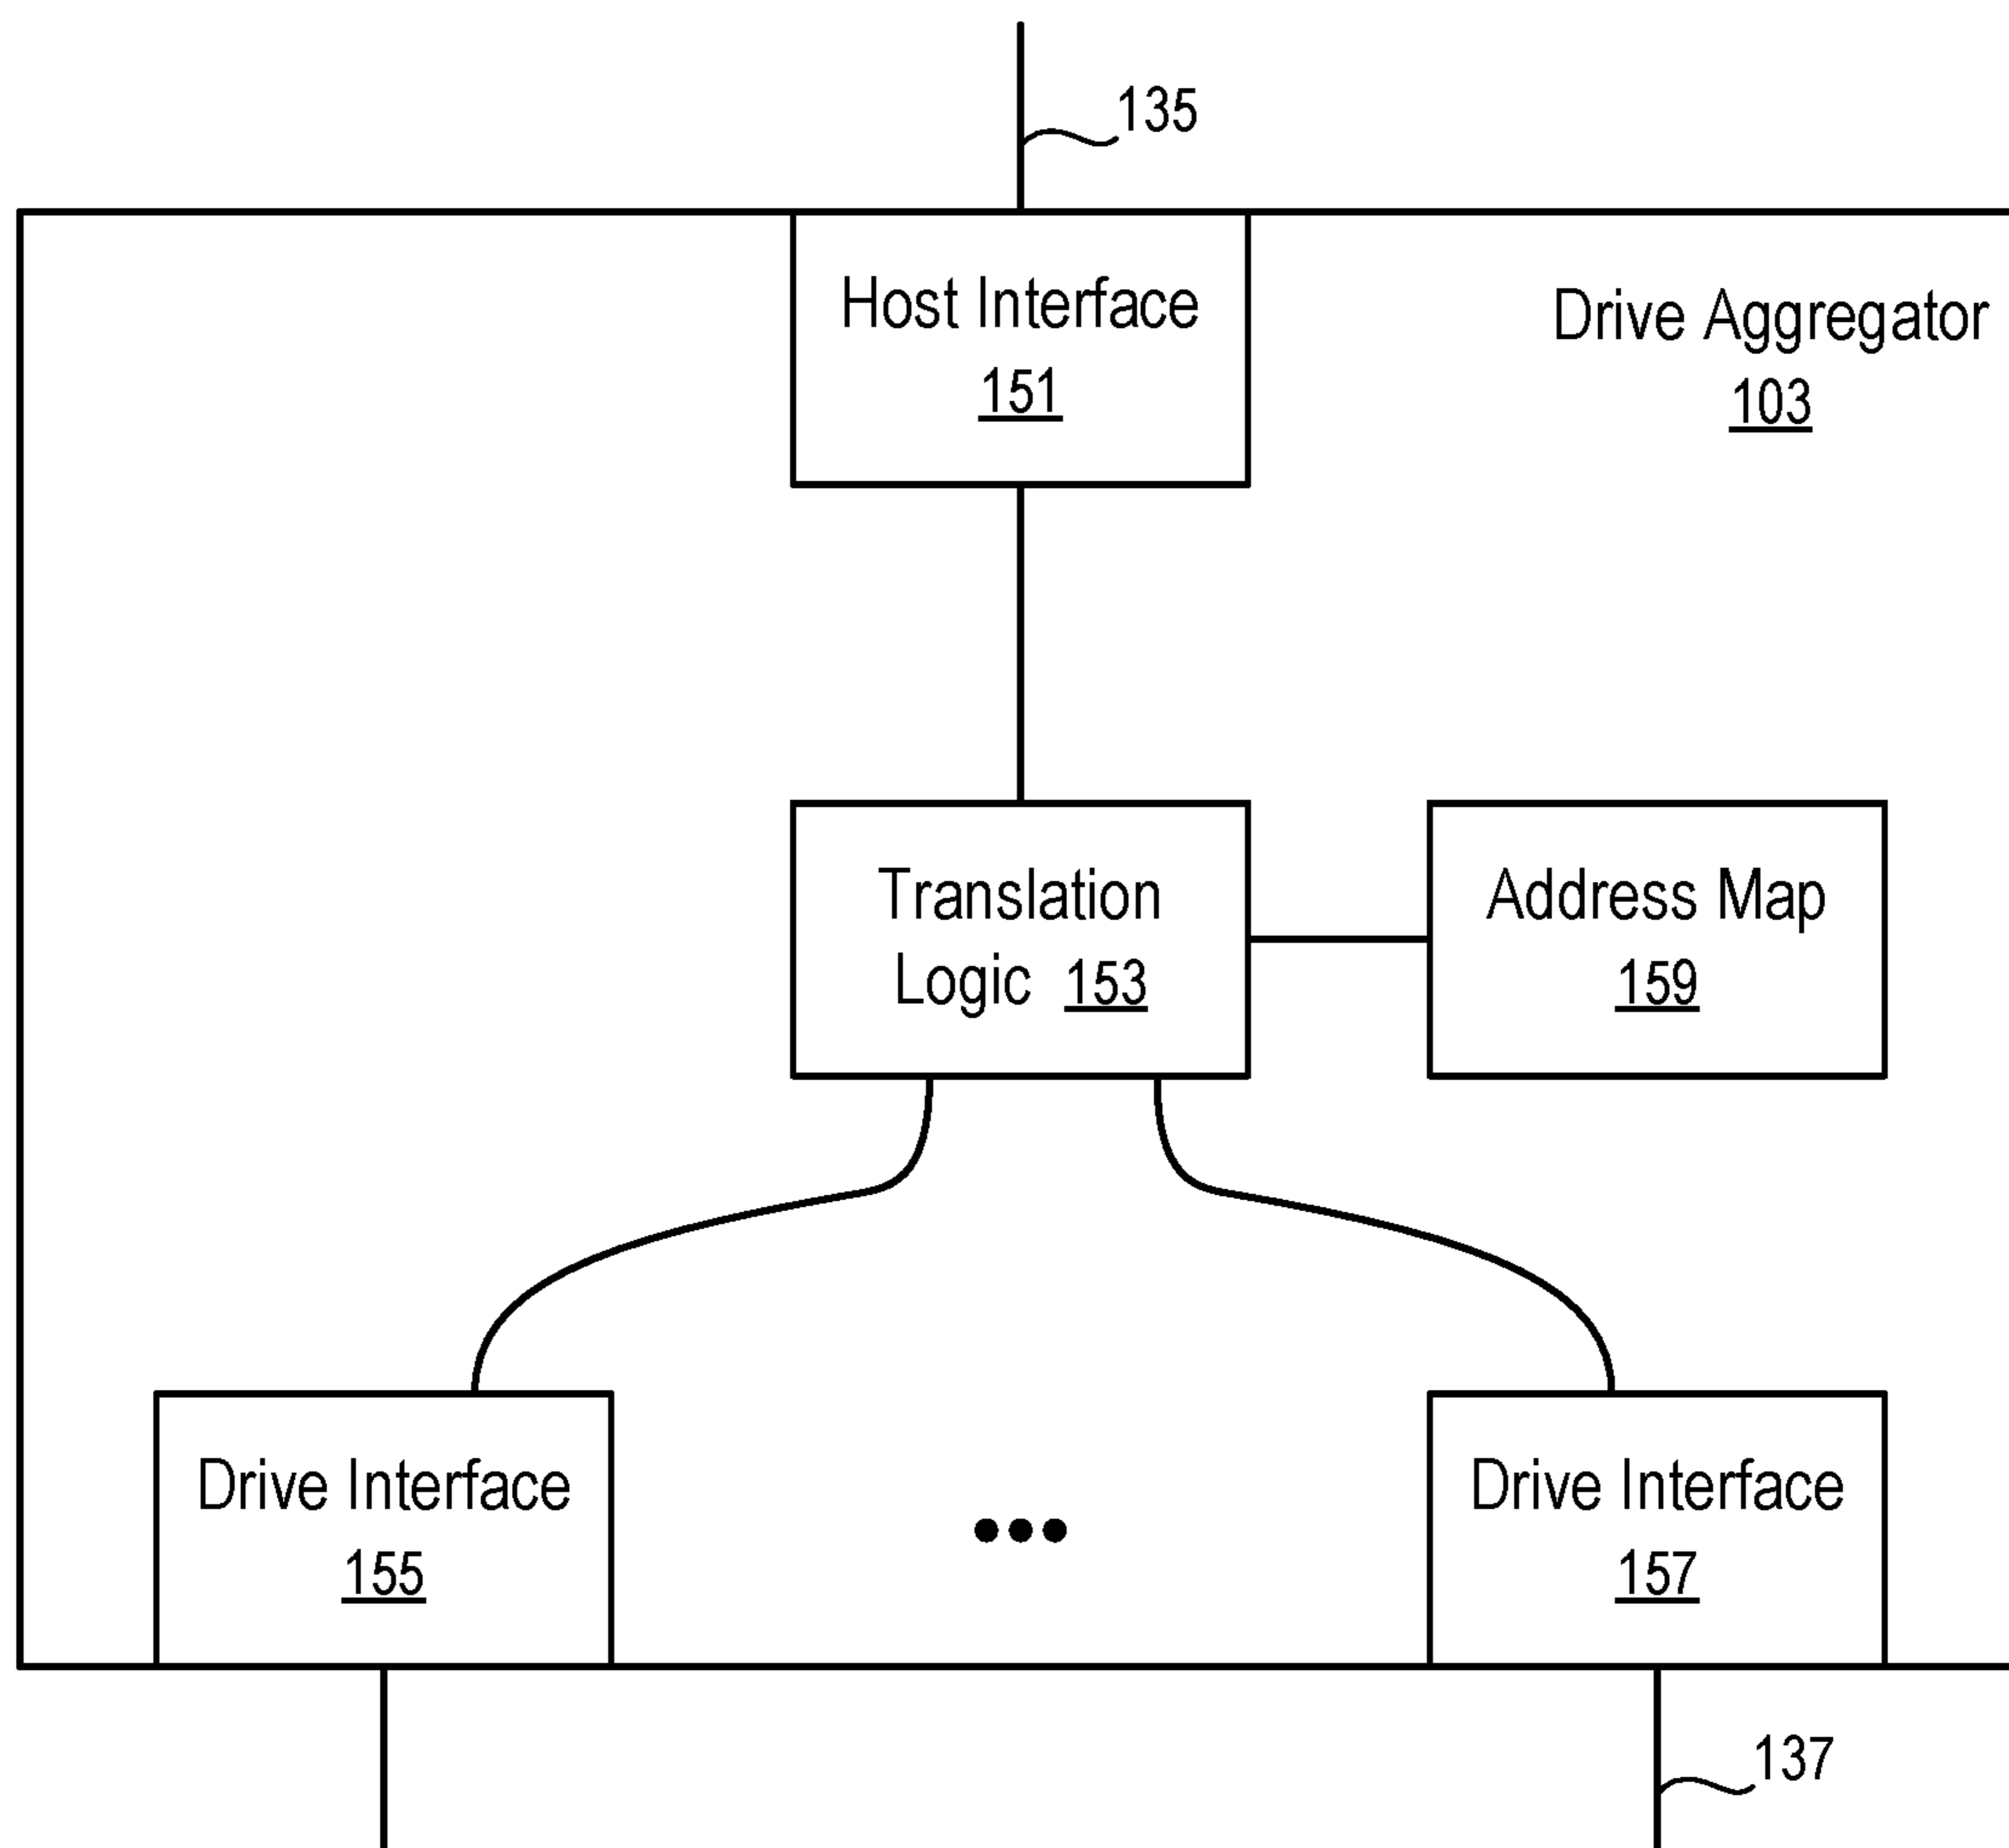 135
Host Interface
151
Drive Aggregator
103
Translation
Logic 153
Address Map
159
Drive Interface
155
Drive Interface
157
137